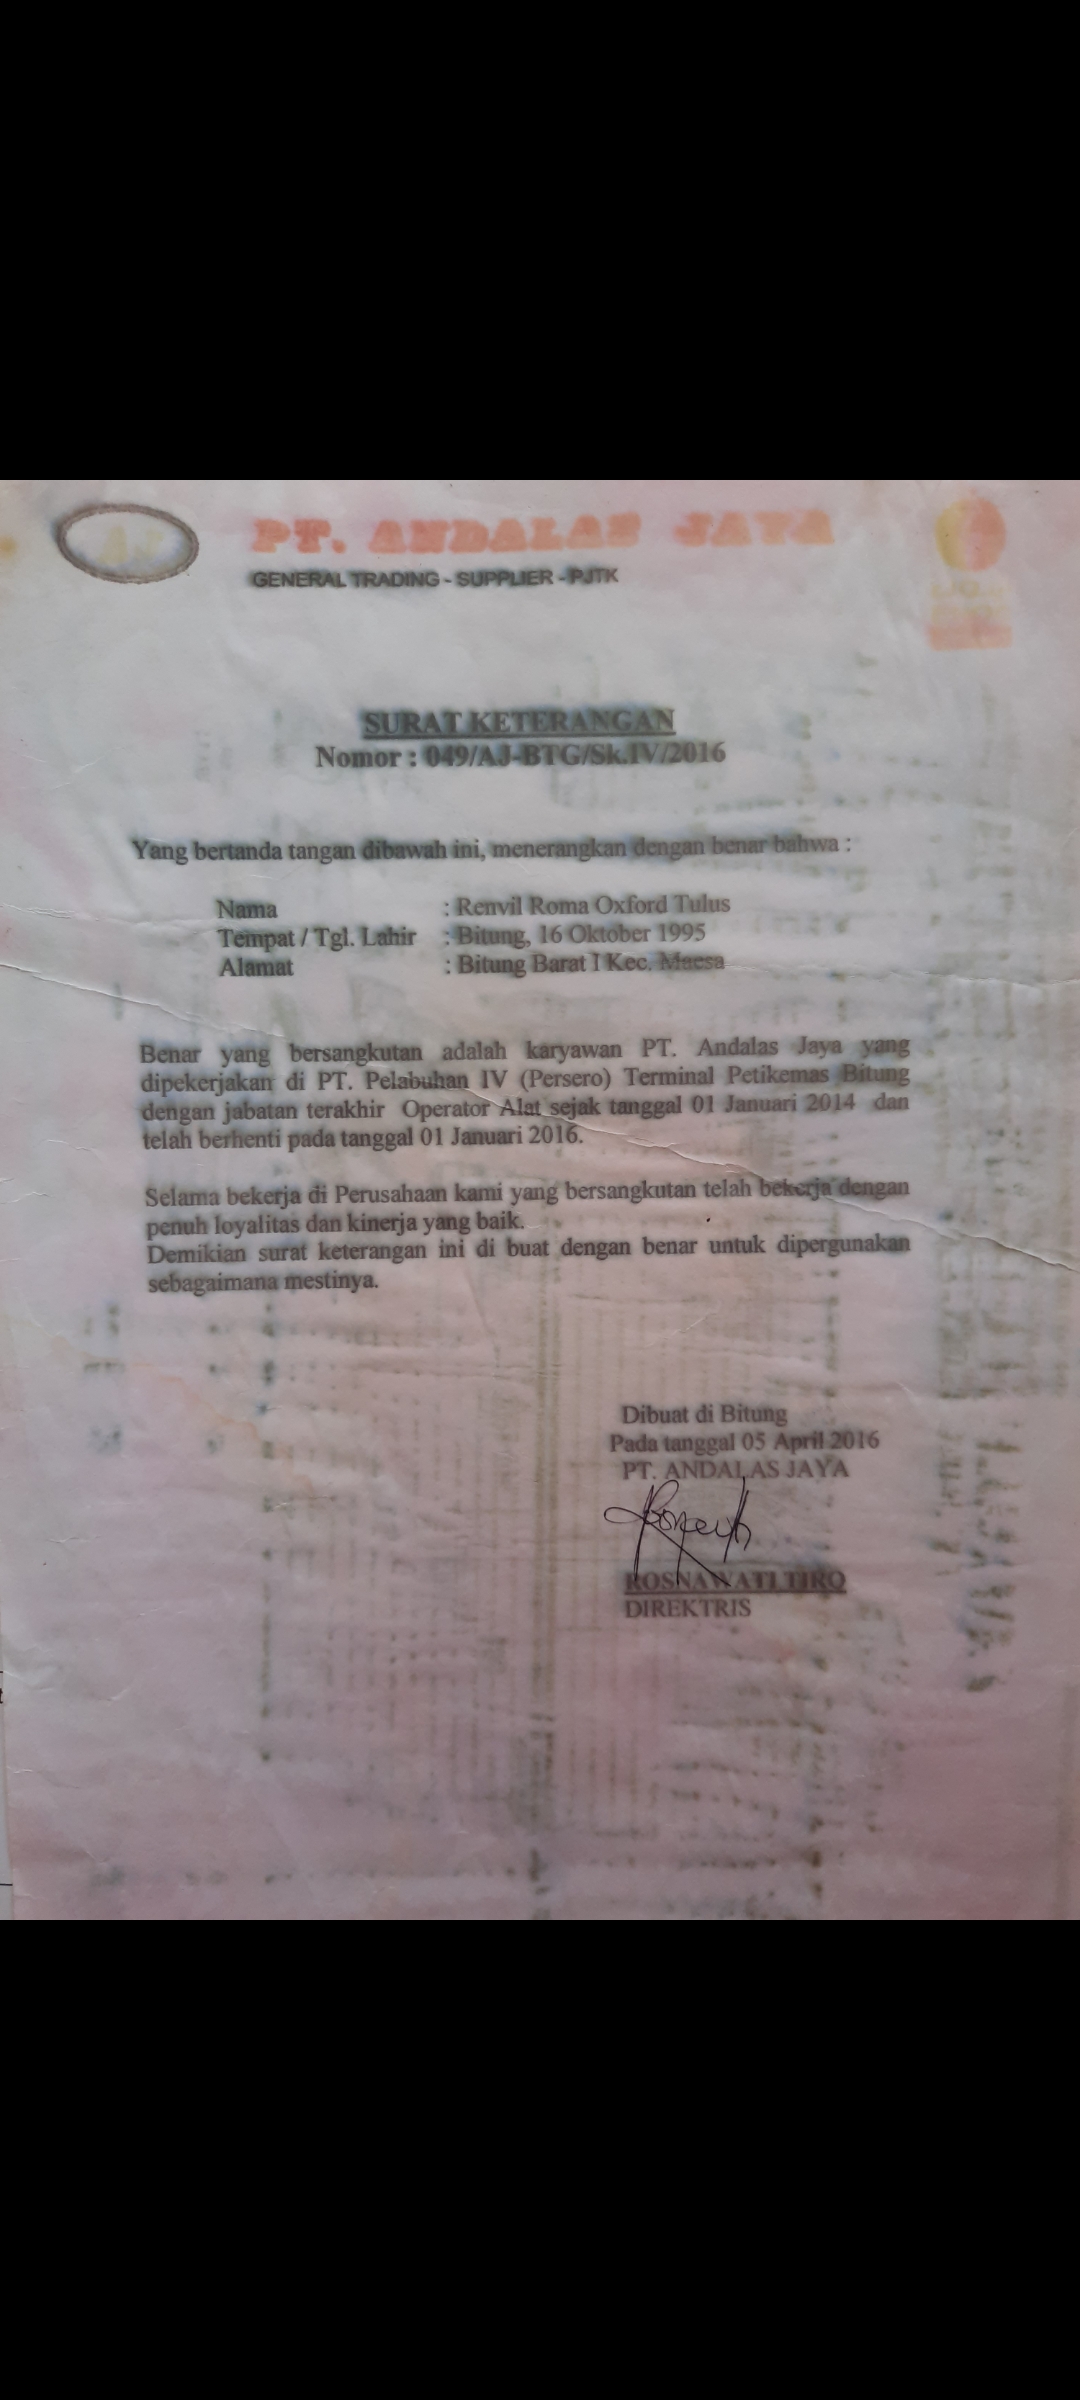 AJ
PT. ANDALAS JAYA
GENERAL TRADING - SUPPLIER - PJTK
SURAT KETERANGAN
Nomor : 049/AJ-BTG/Sk.IV/2016
Yang bertanda tangan dibawah ini, menerangkan dengan benar bahwa :
Nama : Renvil Roma Oxford Tulus
Tempat / Tgl. Lahir : Bitung, 16 Oktober 1995
Alamat : Bitung Barat I Kec. Maesa
Benar yang bersangkutan adalah karyawan PT. Andalas Jaya yang
dipekerjakan di PT. Pelabuhan IV (Persero) Terminal Petikemas Bitung
dengan jabatan terakhir Operator Alat sejak tanggal 01 Januari 2014 dan
telah berhenti pada tanggal 01 Januari 2016.
Selama bekerja di Perusahaan kami yang bersangkutan telah bekerja dengan
penuh loyalitas dan kinerja yang baik.
Demikian surat keterangan ini di buat dengan benar untuk dipergunakan
sebagaimana mestinya.
Dibuat di Bitung
Pada tanggal 05 April 2016
PT. ANDALAS JAYA
ROSNAWATI TIRO
DIREKTRIS